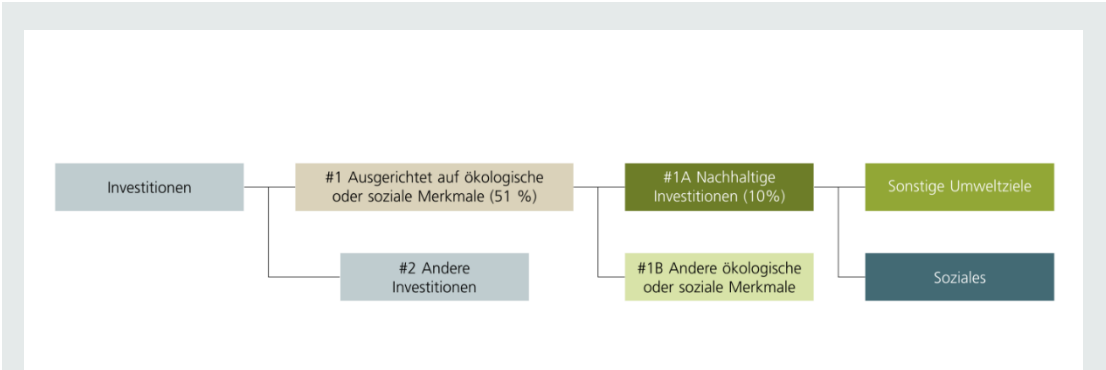 Investitionen
#1 Ausgerichtet auf ökologische
oder soziale Merkmale (51 %)
#1A Nachhaltige
Investitionen (10%)
Sonstige Umweltziele
#2 Andere
Investitionen
#1B Andere ökologische
oder soziale Merkmale
Soziales